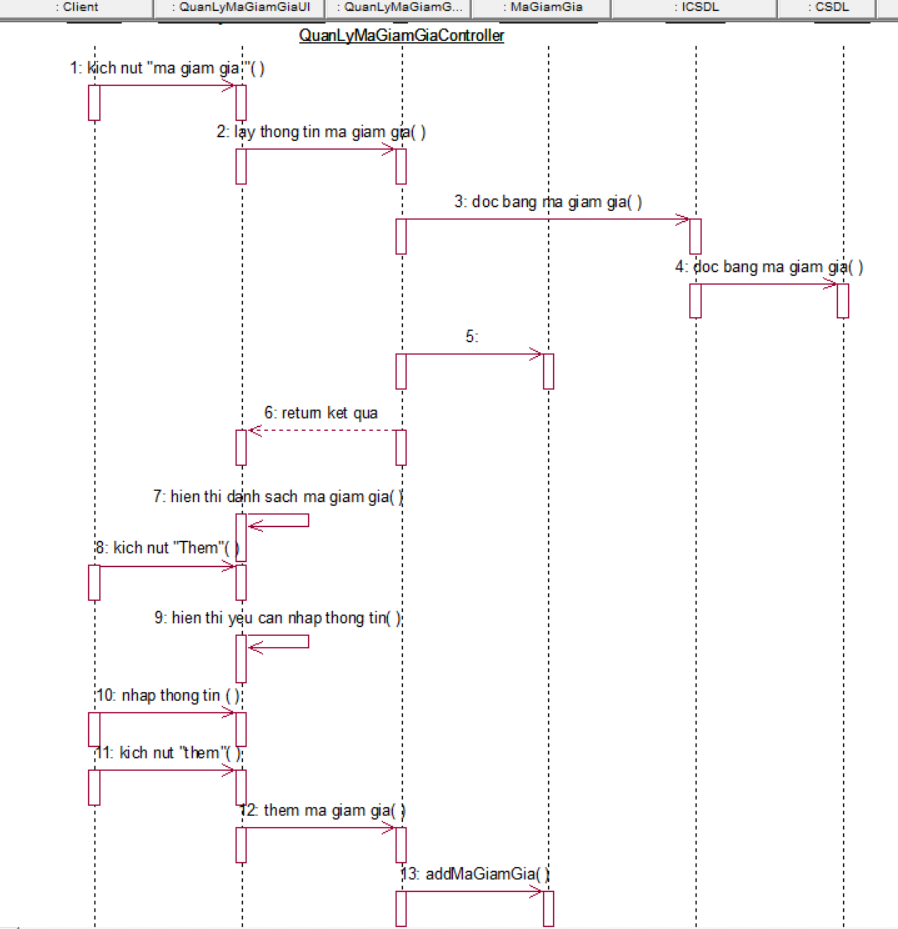 : Client
: QuanLyMaGiamGiaUI
: QuanLyMaGiamG...
: MaGiamGia
: ICSDL
: CSDL
QuanLyMaGiamGiaController
1: kich nut "ma giam gia'"( )
2: lay thong tin ma giam gia( )
3: doc bang ma giam gia( )
4: doc bang ma giam gia( )
5:
6: return ket qua
7: hien thi danh sach ma giam gia( )
8: kich nut "Them"( )
9: hien thi yeu can nhap thong tin( )
10: nhap thong tin ( )
11: kich nut "them"( )
12: them ma giam gia( )
13: addMaGiamGia( )